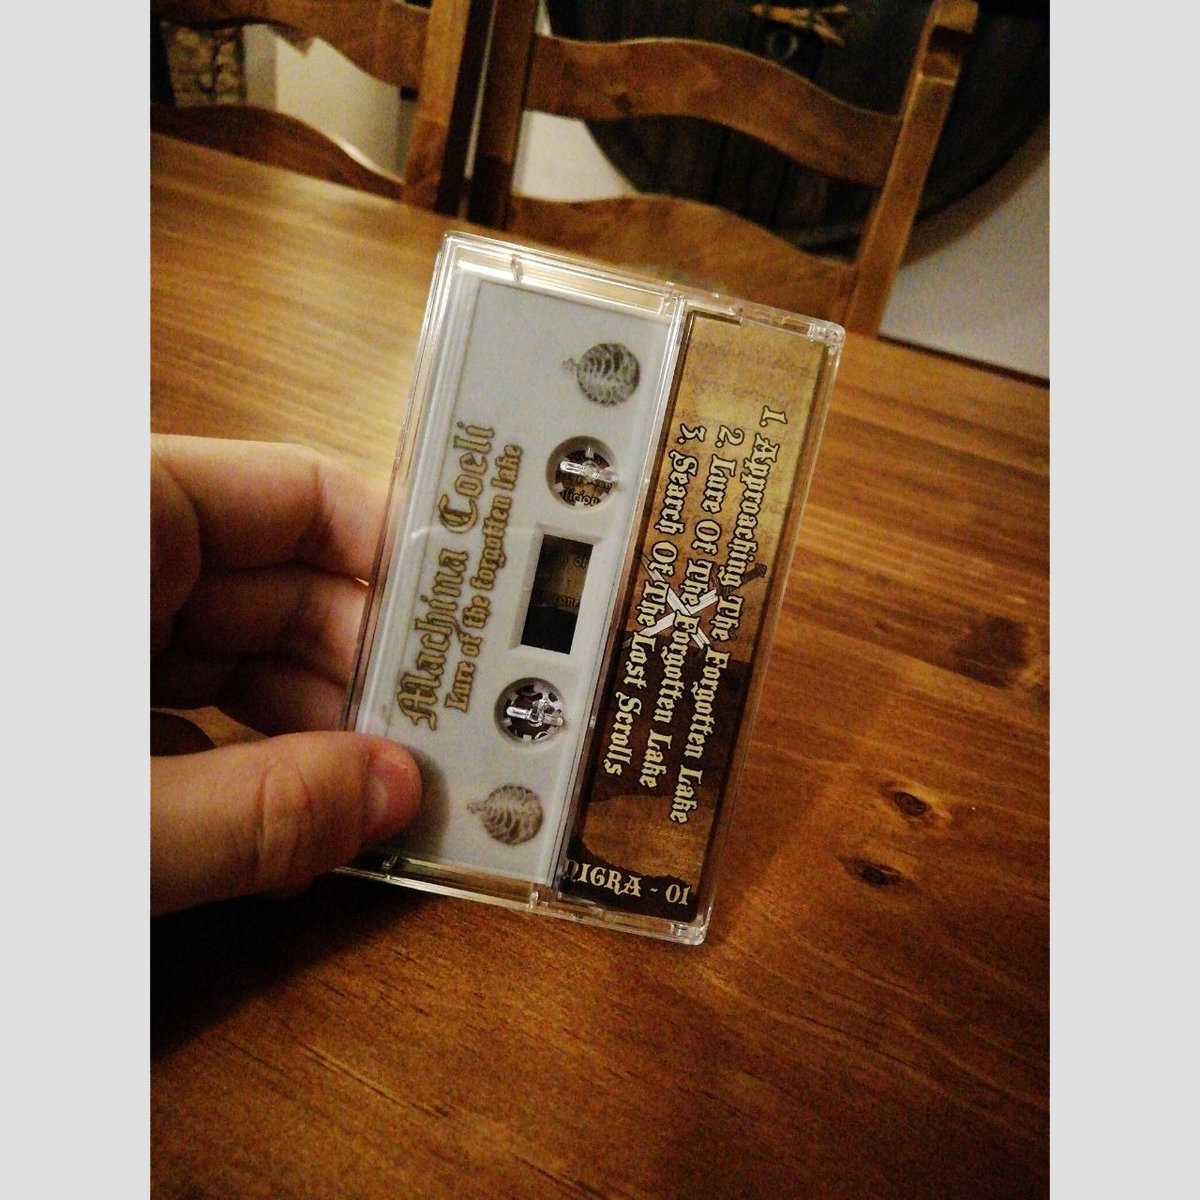 Machina Coeli
Lure of the forgotten lake
1. Approaching The Forgotten Lake
2. Lure Of The Forgotten Lake
3. Search Of The Lost Scrolls
NIGRA - 01